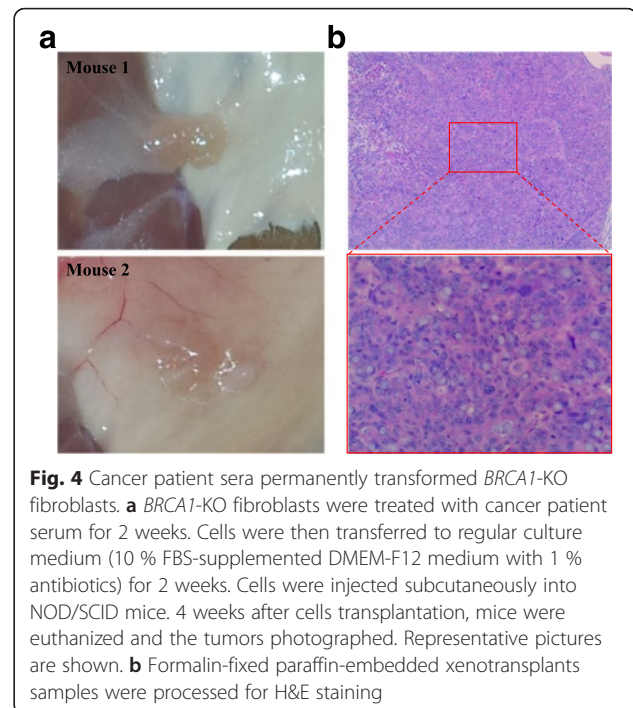 a
b
Mouse 1
Mouse 2
Fig. 4 Cancer patient sera permanently transformed BRCA1-KO
fibroblasts. a BRCA1-KO fibroblasts were treated with cancer patient
serum for 2 weeks. Cells were then transferred to regular culture
medium (10 % FBS-supplemented DMEM-F12 medium with 1 %
antibiotics) for 2 weeks. Cells were injected subcutaneously into
NOD/SCID mice. 4 weeks after cells transplantation, mice were
euthanized and the tumors photographed. Representative pictures
are shown. b Formalin-fixed paraffin-embedded xenotransplants
samples were processed for H&E staining